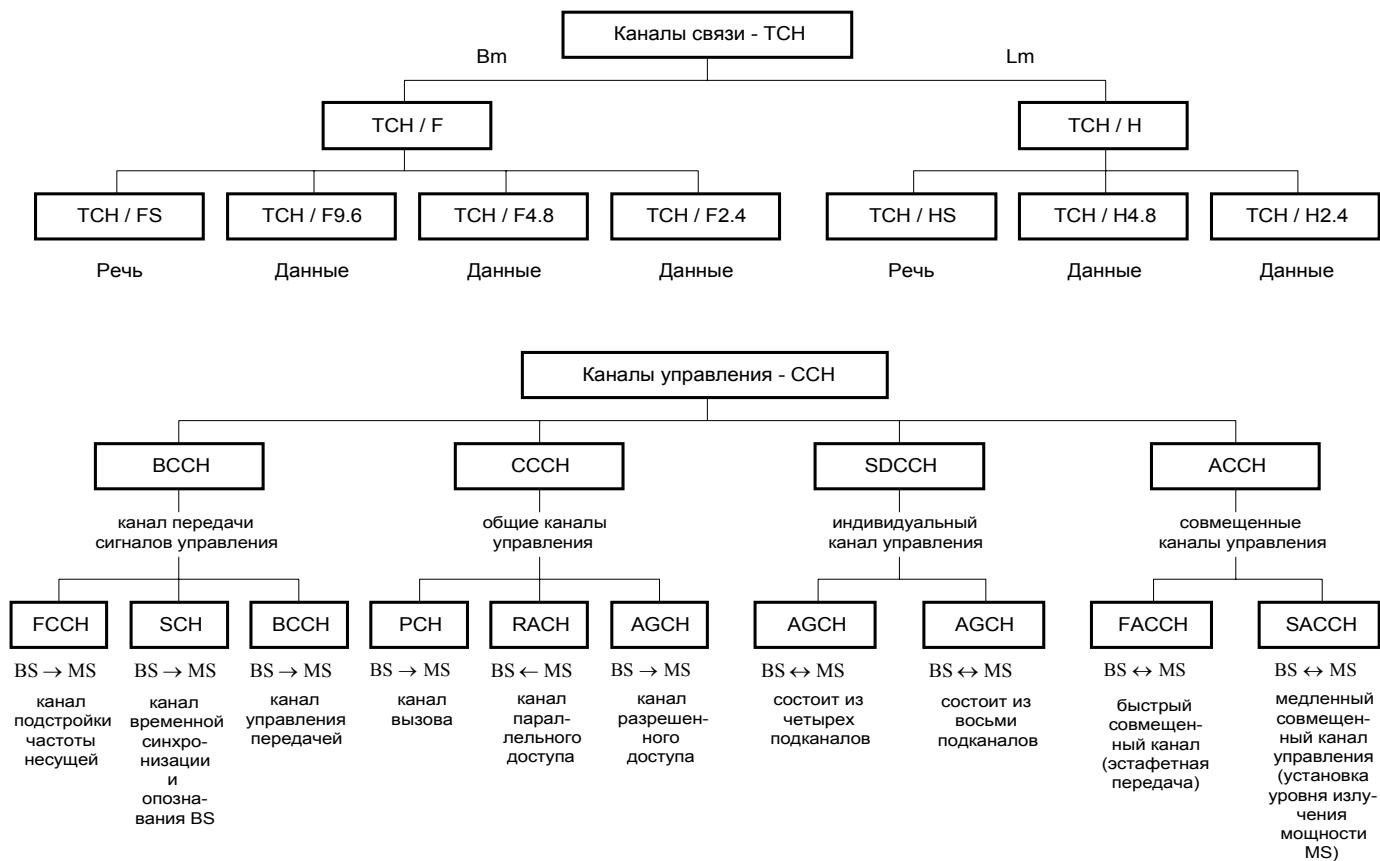 Каналы связи - TCH
Bm
Lm
TCH / F
TCH / H
TCH / FS
TCH / F9.6
TCH / F4.8
TCH / F2.4
TCH / HS
TCH / H4.8
TCH / H2.4
Речь
Данные
Данные
Данные
Речь
Данные
Данные
Каналы управления - CCH
BCCH
CCCH
SDCCH
ACCH
канал передачи
сигналов управления
общие каналы
управления
индивидуальный
канал управления
совмещенные
каналы управления
FCCH
SCH
BCCH
PCH
RACH
AGCH
AGCH
AGCH
FACCH
SACCH
BS → MS
BS → MS
BS → MS
BS → MS
BS ← MS
BS → MS
BS ↔ MS
BS ↔ MS
BS ↔ MS
BS ↔ MS
канал
подстройки
частоты
несущей
канал
временной
синхро-
низации
и
опозна-
вания BS
канал
управления
передачей
канал
вызова
канал
парал-
лельного
доступа
канал
разрешен-
ного
доступа
состоит из
четырех
подканалов
состоит из
восьми
подканалов
быстрый
совмещен-
ный канал
(эстафетная
передача)
медленный
совмещен-
ный канал
управления
(установка
уровня излу-
чения
мощности
MS)